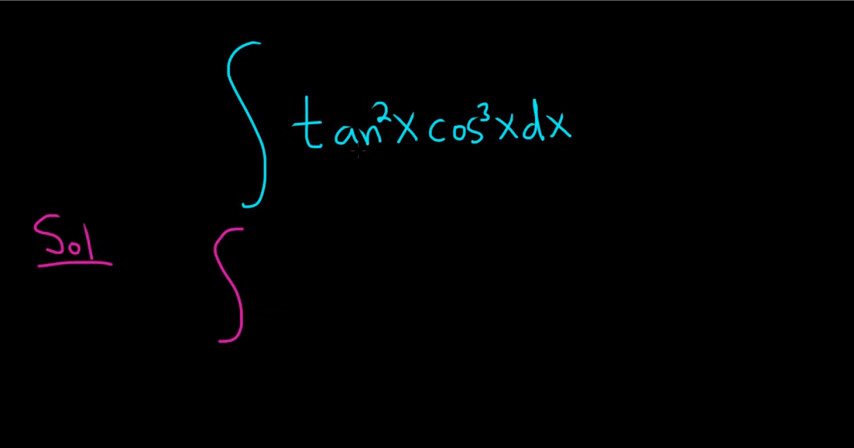 ∫ tan²x cos³x dx
Sol ∫